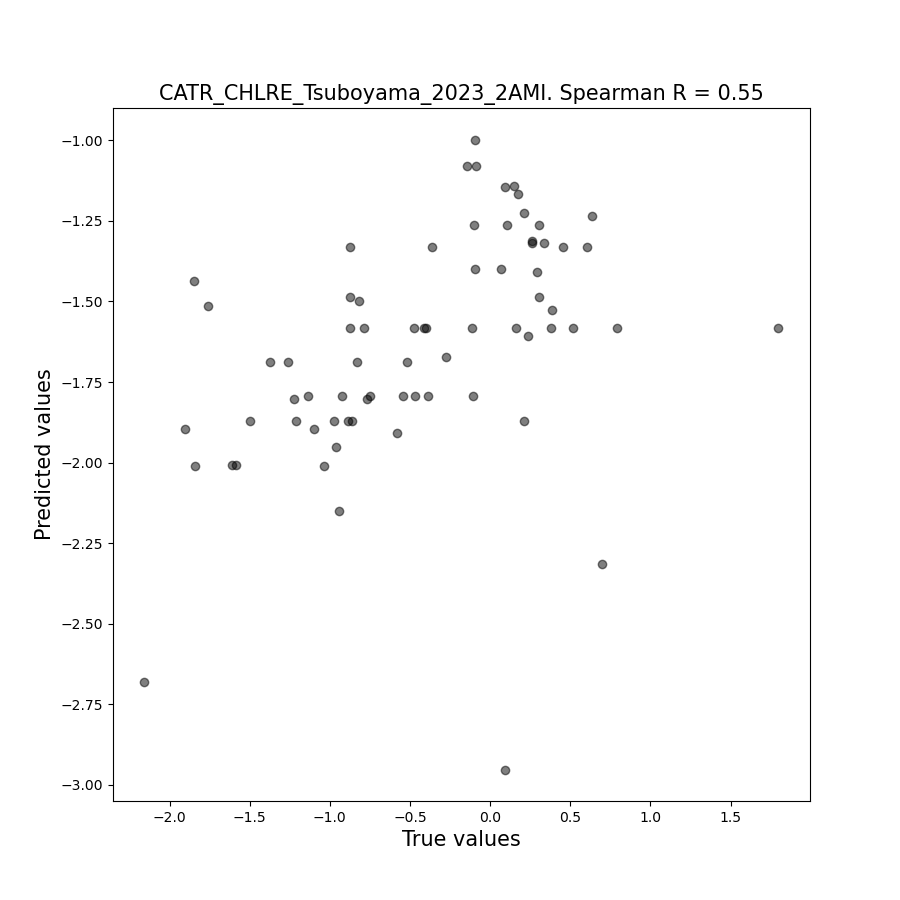 CATR_CHLRE_Tsuboyama_2023_2AMI. Spearman R = 0.55
−1.00
−1.25
−1.50
−1.75
−2.00
−2.25
−2.50
−2.75
−3.00
Predicted values
−2.0 −1.5 −1.0 −0.5 0.0 0.5 1.0 1.5
True values